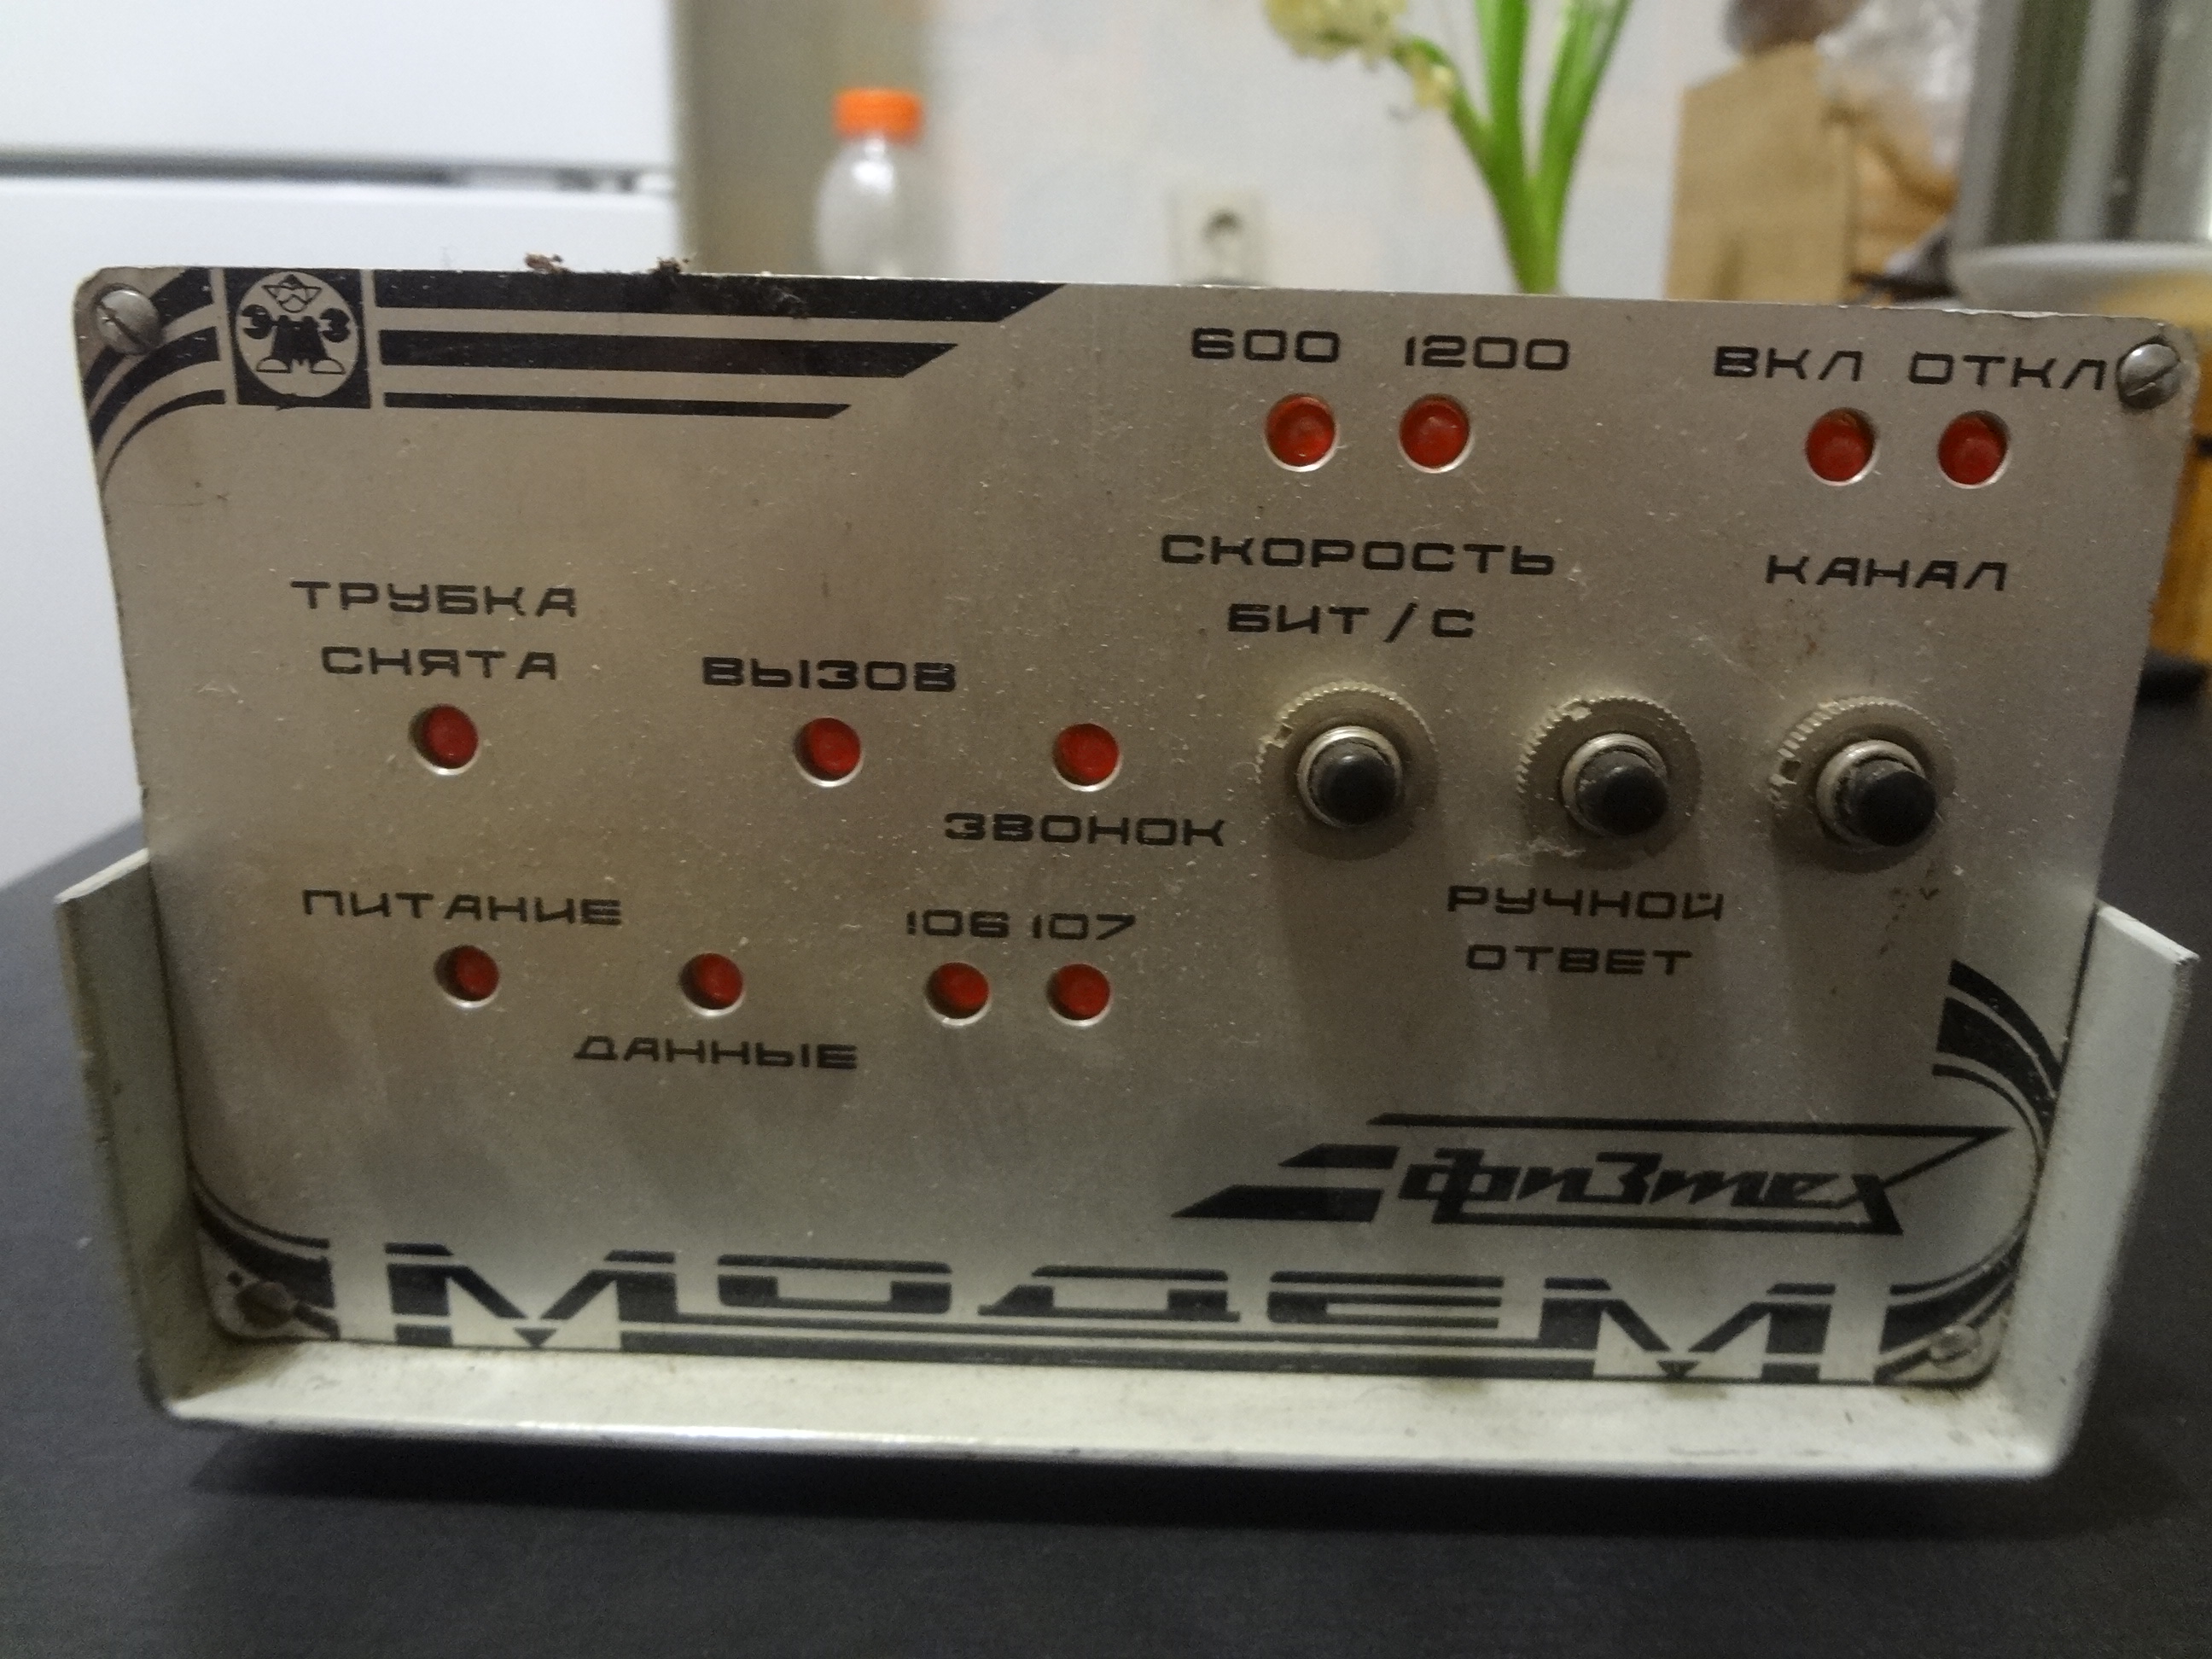 ЭМЗ
600 1200
ВКЛ ОТКЛ
СКОРОСТЬ
БИТ/С
КАНАЛ
ТРУБКА
СНЯТА
ВЫЗОВ
ЗВОНОК
РУЧНОЙ
ОТВЕТ
ПИТАНИЕ
106 107
ДАННЫЕ
физтех
МОДЕМ